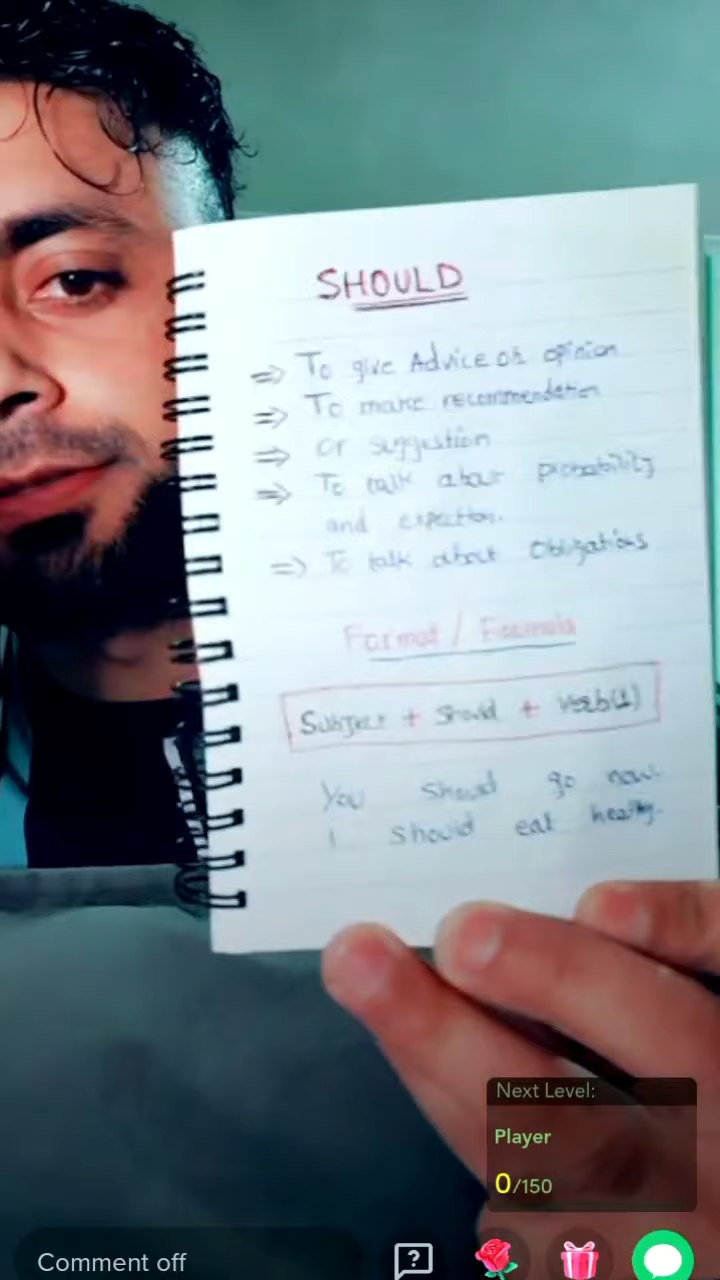 SHOULD
⇒ To give Advice or opinion
⇒ To make recommendation
⇒ or suggestion
⇒ To talk about probability
and expection.
⇒ To talk about Obligations
Format / Formula
Subject + Should + Verb(1)
You should go now.
I should eat healthy.
Next Level:
Player
0/150
Comment off